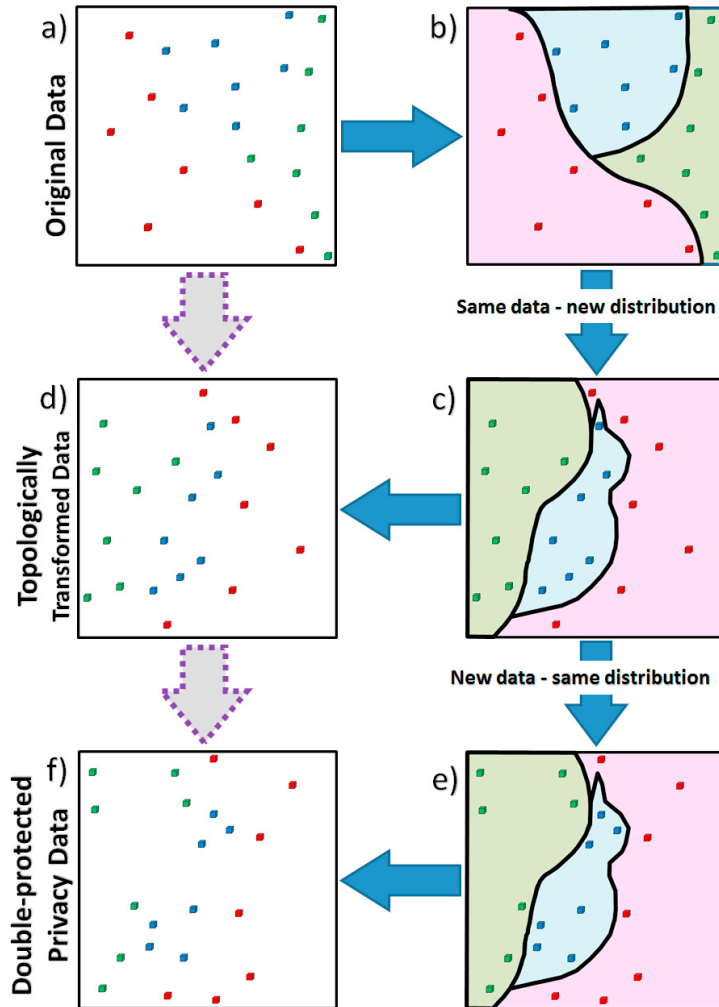 a)
b)
Original Data
Same data - new distribution
d)
c)
Topologically
Transformed Data
New data - same distribution
f)
e)
Double-protected
Privacy Data